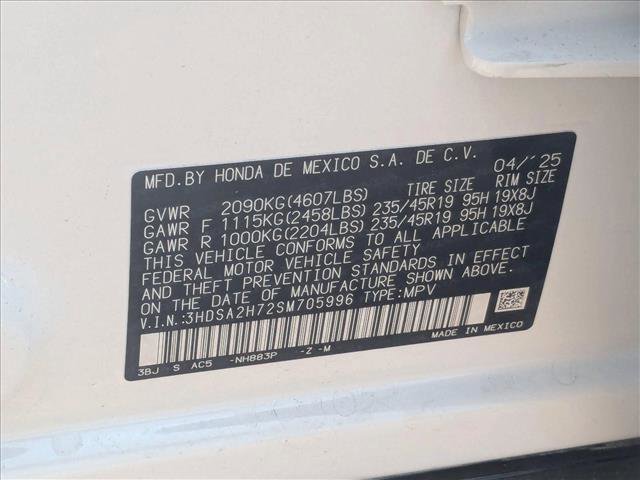 MFD.BY HONDA DE MEXICO S.A. DE C.V. 04/'25
TIRE SIZE RIM SIZE
GVWR 2090KG(4607LBS)
GAWR F 1115KG(2458LBS) 235/45R19 95H 19X8J
GAWR R 1000KG(2204LBS) 235/45R19 95H 19X8J
THIS VEHICLE CONFORMS TO ALL APPLICABLE
FEDERAL MOTOR VEHICLE SAFETY
AND THEFT PREVENTION STANDARDS IN EFFECT
ON THE DATE OF MANUFACTURE SHOWN ABOVE.
V.I.N.:3HDSA2H72SM705996 TYPE:MPV
MADE IN MEXICO
3BJ S AC5 -NH883P -Z -M